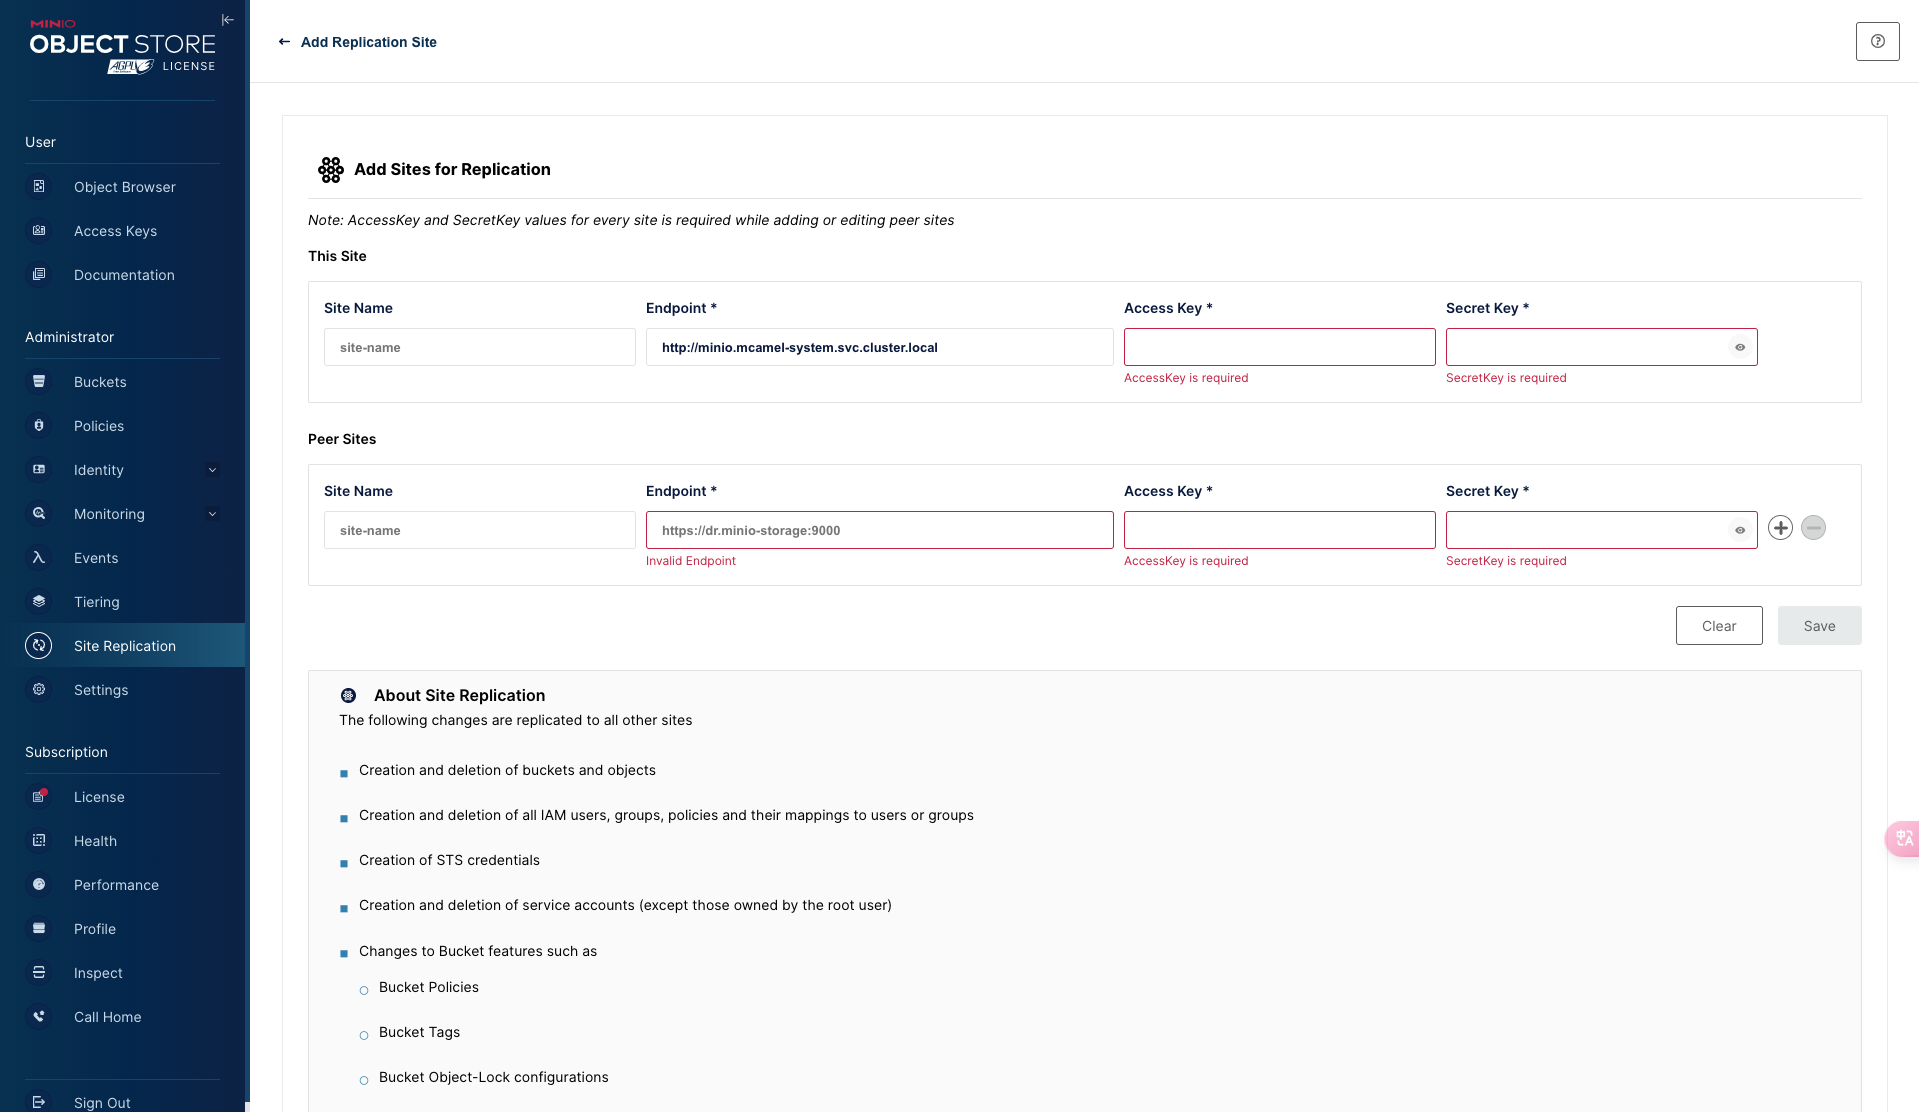 MINIO
OBJECT STORE
AGPLv3 LICENSE
User
Object Browser
Access Keys
Documentation
Administrator
Buckets
Policies
Identity
Monitoring
Events
Tiering
Site Replication
Settings
Subscription
License
Health
Performance
Profile
Inspect
Call Home
Sign Out
Add Replication Site
Add Sites for Replication
Note: AccessKey and SecretKey values for every site is required while adding or editing peer sites
This Site
Site Name Endpoint * Access Key * Secret Key *
site-name http://minio.mcamel-system.svc.cluster.local
AccessKey is required SecretKey is required
Peer Sites
Site Name Endpoint * Access Key * Secret Key *
site-name https://dr.minio-storage:9000
Invalid Endpoint AccessKey is required SecretKey is required
Clear Save
About Site Replication
The following changes are replicated to all other sites
Creation and deletion of buckets and objects
Creation and deletion of all IAM users, groups, policies and their mappings to users or groups
Creation of STS credentials
Creation and deletion of service accounts (except those owned by the root user)
Changes to Bucket features such as
Bucket Policies
Bucket Tags
Bucket Object-Lock configurations